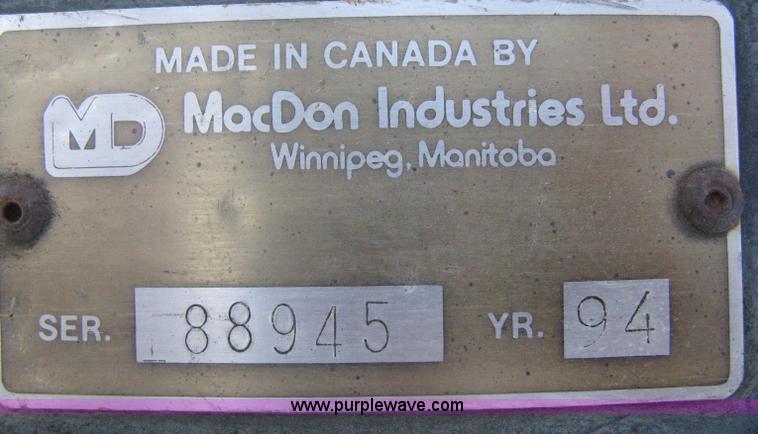 MADE IN CANADA BY
MD MacDon Industries Ltd.
Winnipeg, Manitoba
SER. 88945 YR. 94
www.purplewave.com